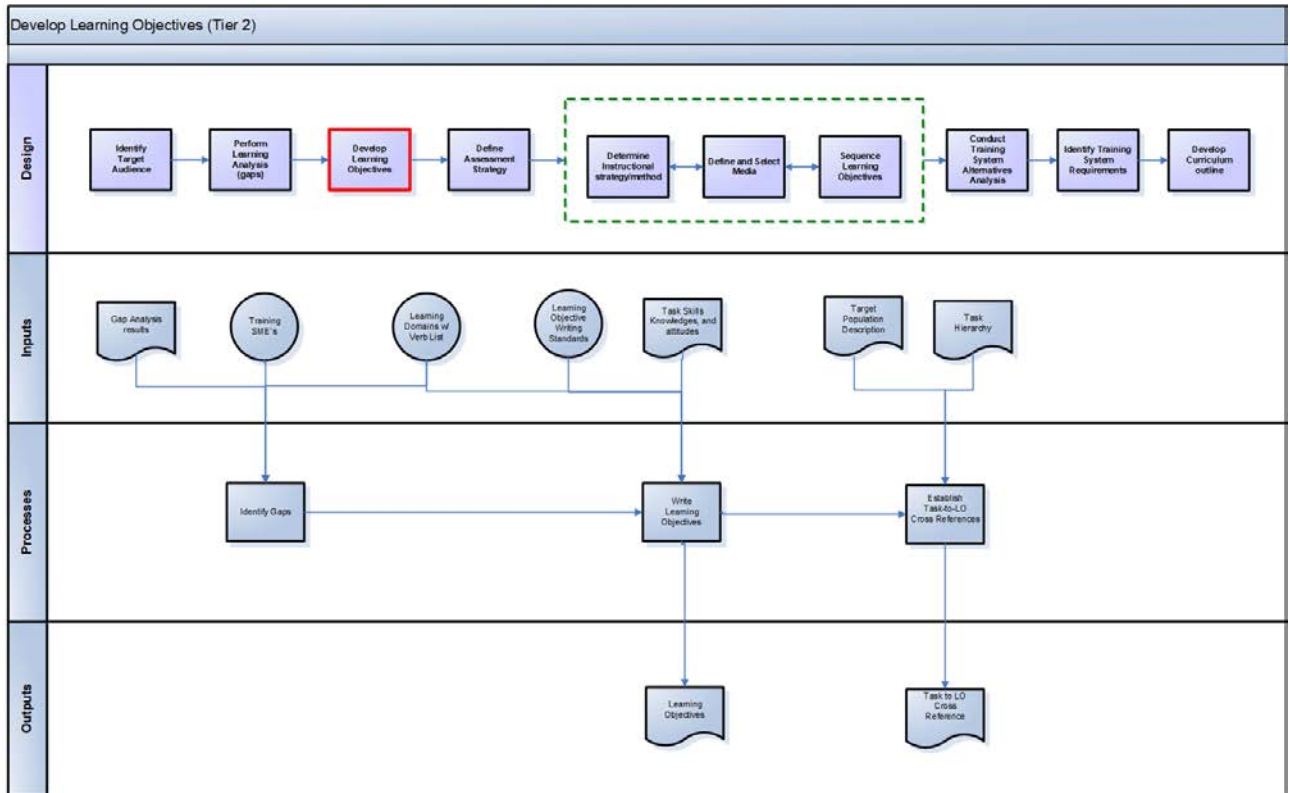 Develop Learning Objectives (Tier 2)
Design
Identify
Target
Audience
Perform
Learning
Analysis
(gaps)
Develop
Learning
Objectives
Define
Assessment
Strategy
Determine
Instructional
strategy/method
Define and Select
Media
Sequence
Learning
Objectives
Conduct
Training
System
Alternatives
Analysis
Identify Training
System
Requirements
Develop
Curriculum
outline
Inputs
Gap Analysis
results
Training
SME's
Learning
Domains w/
Verb List
Learning
Objective
Writing
Standards
Task Skills
Knowledges, and
attitudes
Target
Population
Description
Task
Hierarchy
Processes
Identify Gaps
Write
Learning
Objectives
Establish
Task-to-LO
Cross References
Outputs
Learning
Objectives
Task to LO
Cross
Reference